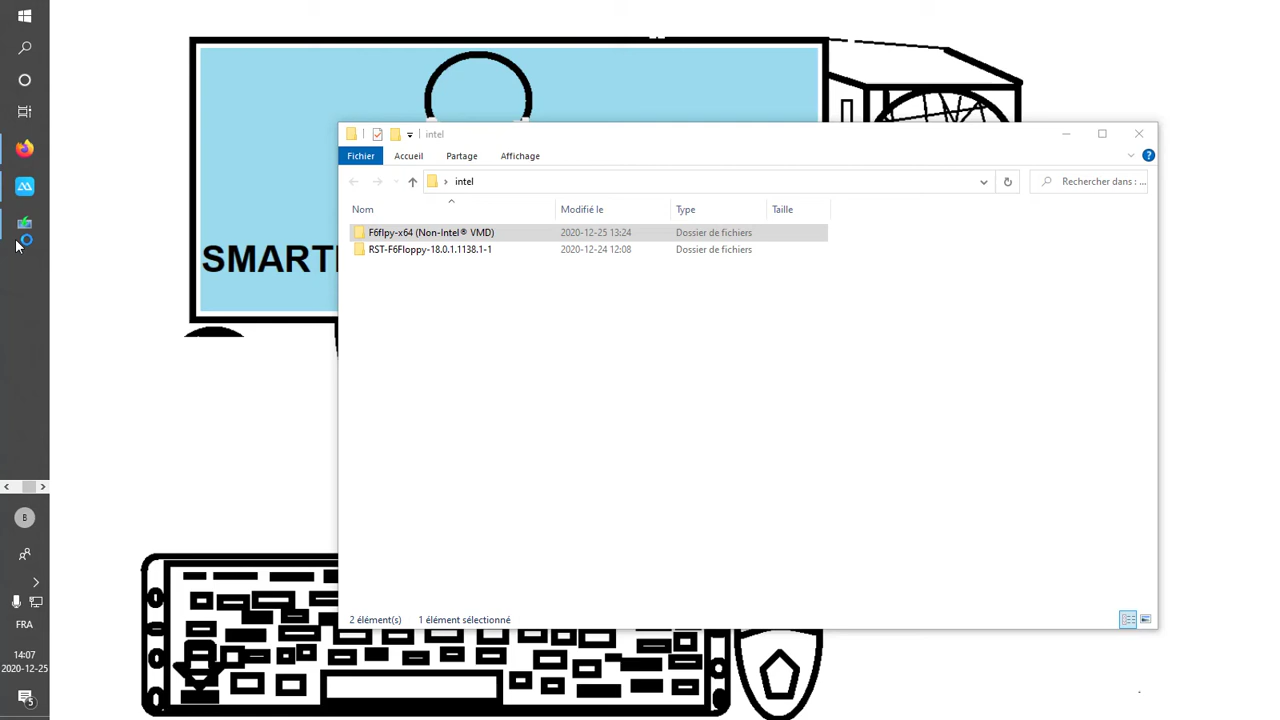 intel
Fichier Accueil Partage Affichage
intel Rechercher dans : ...
Nom Modifié le Type Taille
F6flpy-x64 (Non-Intel® VMD) 2020-12-25 13:24 Dossier de fichiers
RST-F6Floppy-18.0.1.1138.1-1 2020-12-24 12:08 Dossier de fichiers
2 élément(s) 1 élément sélectionné
B
FRA
14:07
2020-12-25
5